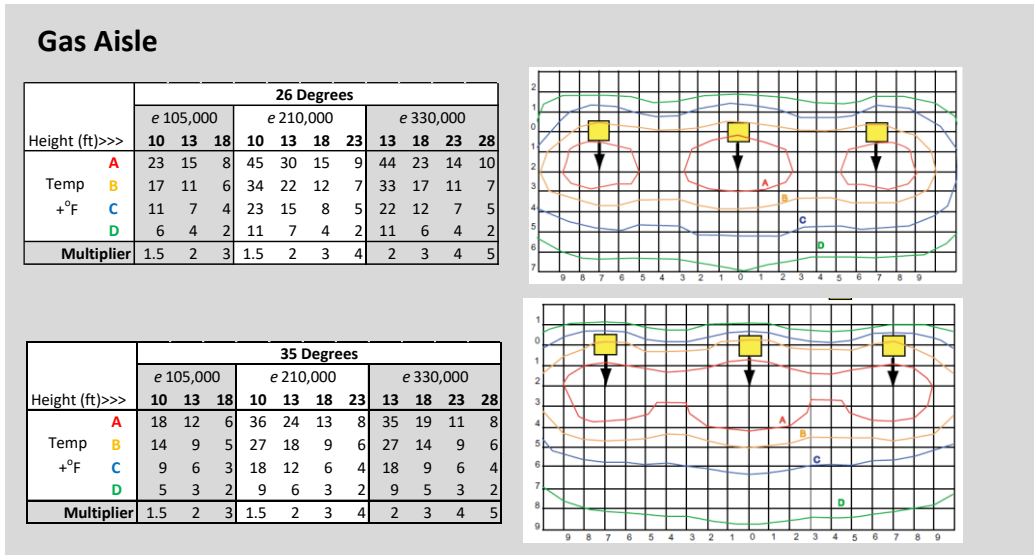 Gas Aisle
26 Degrees
e 105,000 e 210,000 e 330,000
Height (ft)>>> 10 13 18 10 13 18 23 13 18 23 28
A 23 15 8 45 30 15 9 44 23 14 10
Temp B 17 11 6 34 22 12 7 33 17 11 7
+°F C 11 7 4 23 15 8 5 22 12 7 5
D 6 4 2 11 7 4 2 11 6 4 2
Multiplier 1.5 2 3 1.5 2 3 4 2 3 4 5
2
1
0
1
2
3
4
5
6
7
A
B
C
D
9 8 7 6 5 4 3 2 1 0 1 2 3 4 5 6 7 8 9
35 Degrees
e 105,000 e 210,000 e 330,000
Height (ft)>>> 10 13 18 10 13 18 23 13 18 23 28
A 18 12 6 36 24 13 8 35 19 11 8
Temp B 14 9 5 27 18 9 6 27 14 9 6
+°F C 9 6 3 18 12 6 4 18 9 6 4
D 5 3 2 9 6 3 2 9 5 3 2
Multiplier 1.5 2 3 1.5 2 3 4 2 3 4 5
1
0
1
2
3
4
5
6
7
8
9
A
B
C
D
9 8 7 6 5 4 3 2 1 0 1 2 3 4 5 6 7 8 9